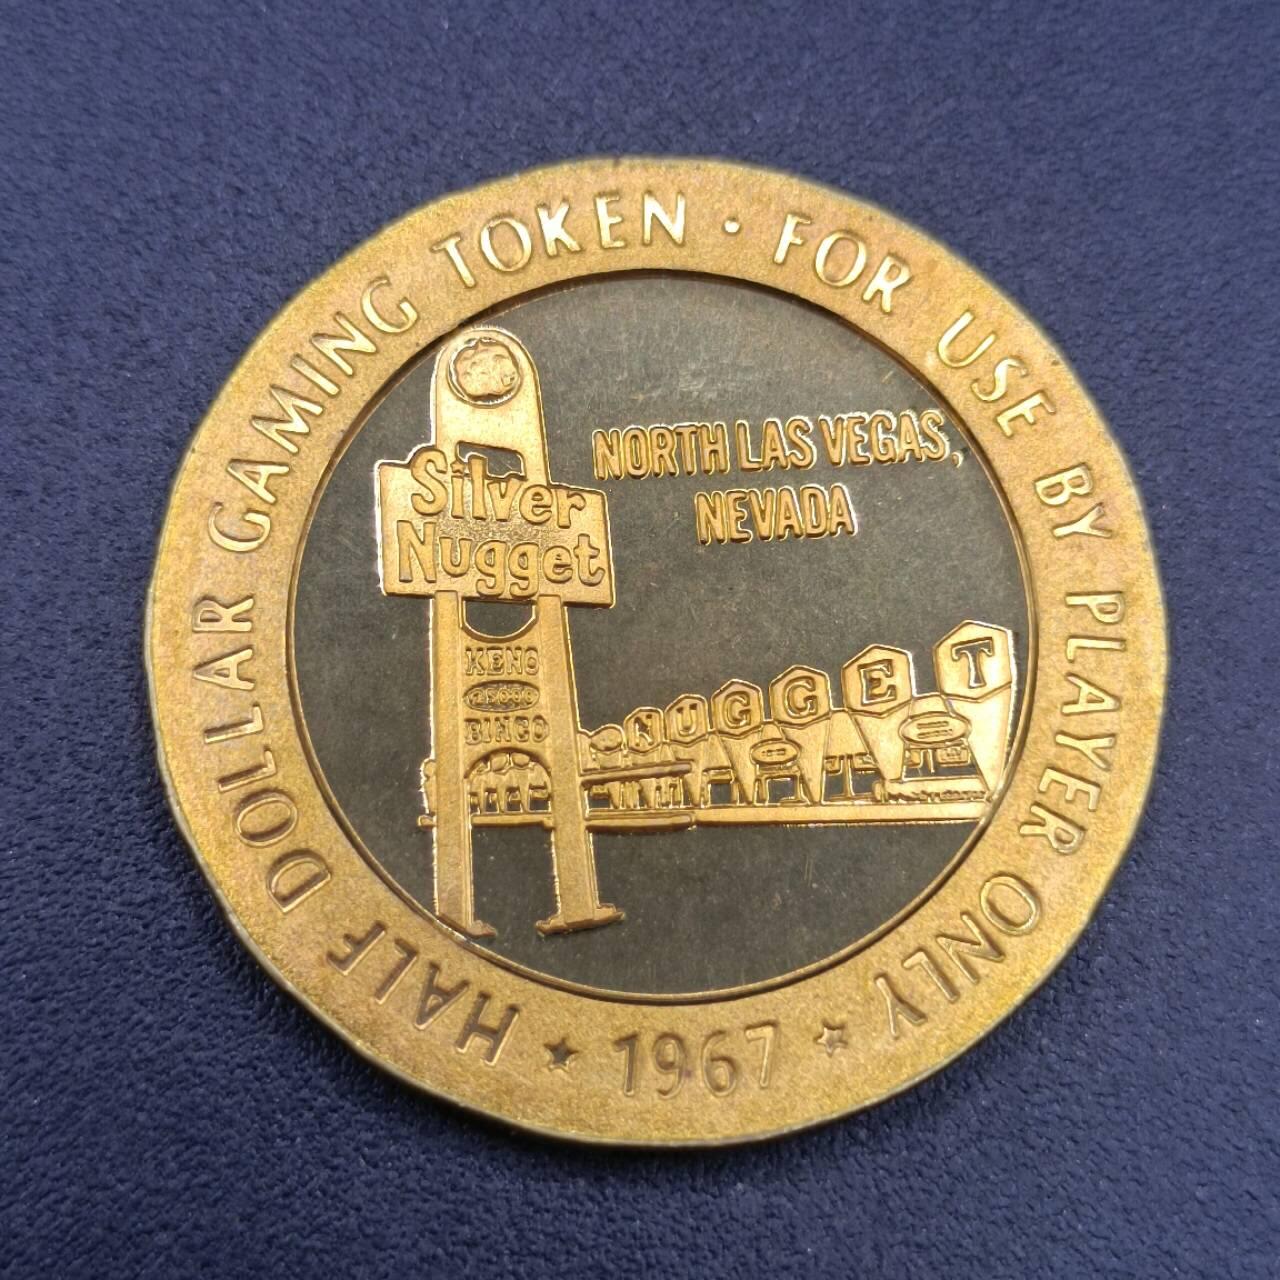 HALF DOLLAR GAMING TOKEN · FOR USE BY PLAYER ONLY
★ 1967 ★
Silver
Nugget
NORTH LAS VEGAS,
NEVADA
KENO
25000
BINGO
NUGGET